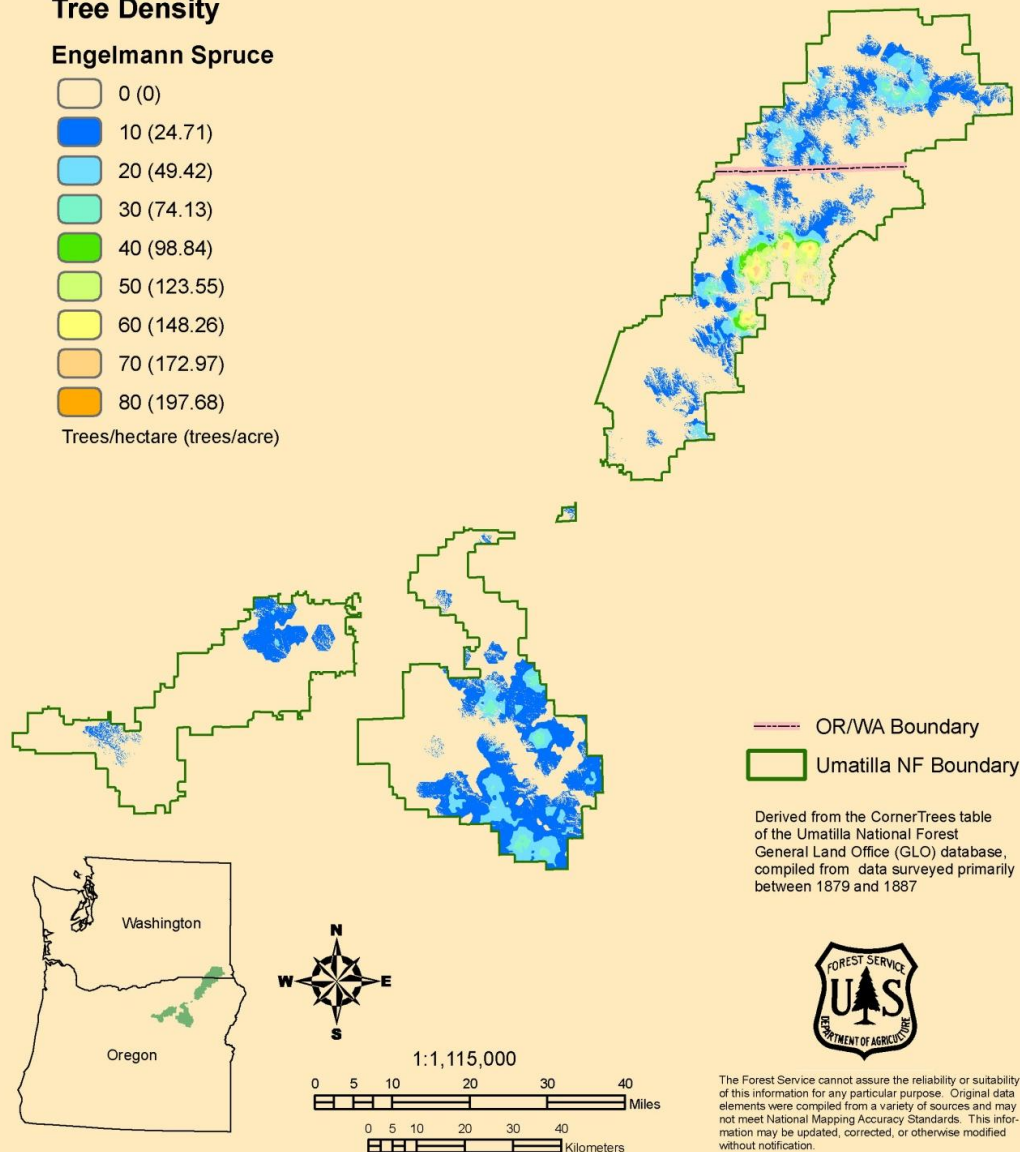 Tree Density
Engelmann Spruce
0 (0)
10 (24.71)
20 (49.42)
30 (74.13)
40 (98.84)
50 (123.55)
60 (148.26)
70 (172.97)
80 (197.68)
Trees/hectare (trees/acre)
OR/WA Boundary
Umatilla NF Boundary
Derived from the CornerTrees table
of the Umatilla National Forest
General Land Office (GLO) database,
compiled from data surveyed primarily
between 1879 and 1887
Washington
Oregon
N
W E
S
1:1,115,000
0 5 10 20 30 40
Miles
0 5 10 20 30 40
Kilometers
FOREST SERVICE
U S
DEPARTMENT OF AGRICULTURE
The Forest Service cannot assure the reliability or suitability
of this information for any particular purpose. Original data
elements were compiled from a variety of sources and may
not meet National Mapping Accuracy Standards. This infor-
mation may be updated, corrected, or otherwise modified
without notification.